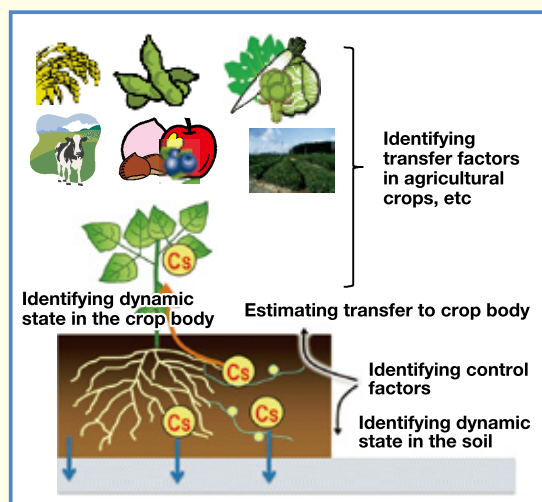 Identifying
transfer factors
in agricultural
crops, etc
Cs
Identifying dynamic
state in the crop body
Estimating transfer to crop body
Cs
Identifying control
factors
Cs
Cs
Identifying dynamic
state in the soil